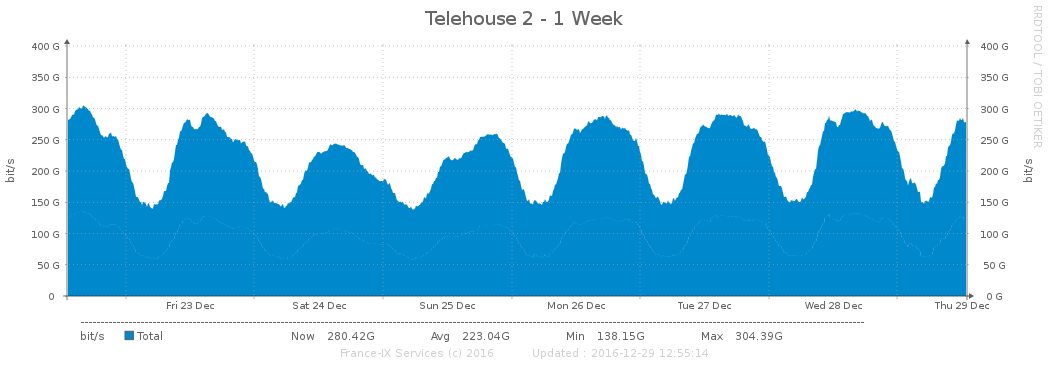 Telehouse 2 - 1 Week
RRDTOOL / TOBI OETIKER
400 G 400 G
350 G 350 G
300 G 300 G
250 G 250 G
200 G 200 G
150 G 150 G
100 G 100 G
50 G 50 G
0 0 G
bit/s
bit/s
Fri 23 Dec Sat 24 Dec Sun 25 Dec Mon 26 Dec Tue 27 Dec Wed 28 Dec Thu 29 Dec
bit/s Total Now 280.42G Avg 223.04G Min 138.15G Max 304.39G
France-IX Services (c) 2016 Updated : 2016-12-29 12:55:14